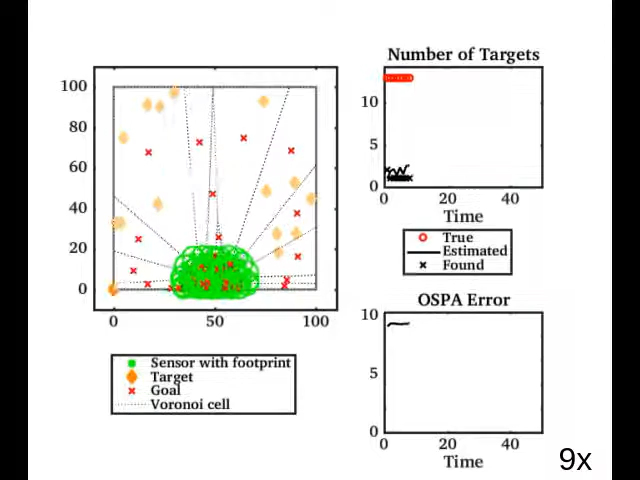 Number of Targets
100
80
60
40
20
0
0
50
100
10
5
0
0
20
40
Time
True
Estimated
Found
OSPA Error
10
5
0
0
20
40
Time
Sensor with footprint
Target
Goal
Voronoi cell
9x